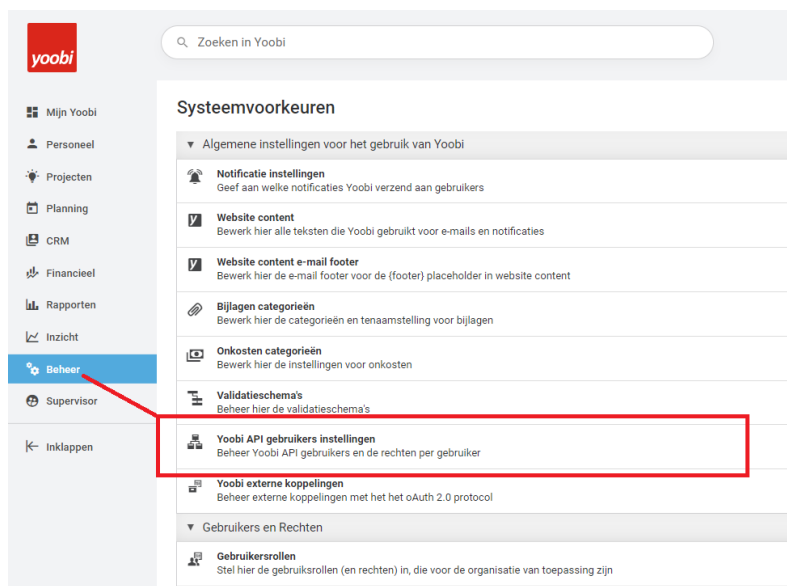 yoobi
Zoeken in Yoobi
Mijn Yoobi
Personeel
Projecten
Planning
CRM
Financieel
Rapporten
Inzicht
Beheer
Supervisor
Inklappen
Systeemvoorkeuren
Algemene instellingen voor het gebruik van Yoobi
Notificatie instellingen
Geef aan welke notificaties Yoobi verzend aan gebruikers
Website content
Bewerk hier alle teksten die Yoobi gebruikt voor e-mails en notificaties
Website content e-mail footer
Bewerk hier de e-mail footer voor de {footer} placeholder in website content
Bijlagen categorieën
Bewerk hier de categorieën en tenaamstelling voor bijlagen
Onkosten categorieën
Bewerk hier de instellingen voor onkosten
Validatieschema's
Beheer hier de validatieschema's
Yoobi API gebruikers instellingen
Beheer Yoobi API gebruikers en de rechten per gebruiker
Yoobi externe koppelingen
Beheer externe koppelingen met het het oAuth 2.0 protocol
Gebruikers en Rechten
Gebruikersrollen
Stel hier de gebruiksrollen (en rechten) in, die voor de organisatie van toepassing zijn